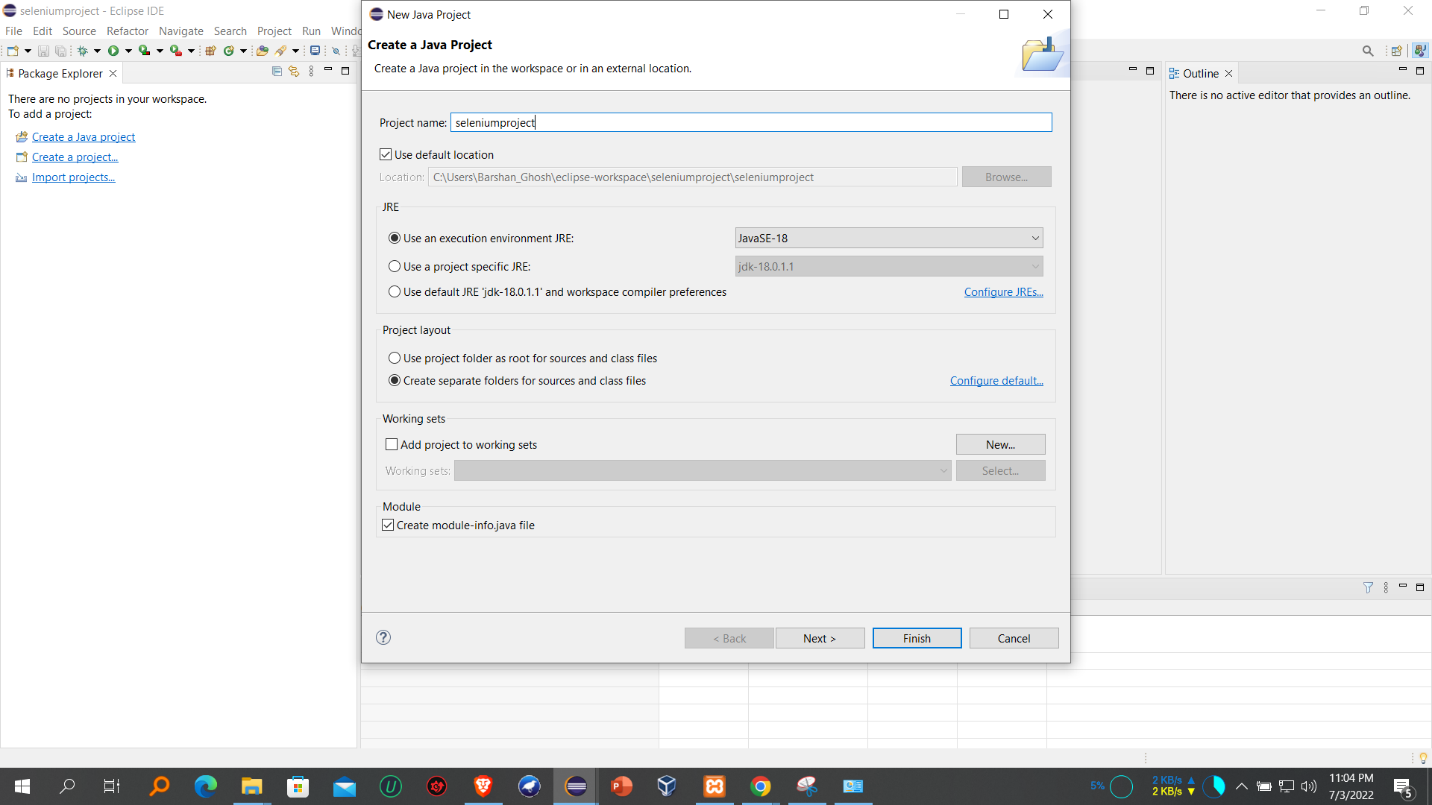 seleniumproject - Eclipse IDE
File Edit Source Refactor Navigate Search Project Run Windo
Package Explorer
There are no projects in your workspace.
To add a project:
Create a Java project
Create a project...
Import projects...
New Java Project
Create a Java Project
Create a Java project in the workspace or in an external location.
Project name: seleniumproject
Use default location
Location: C:\Users\Barshan_Ghosh\eclipse-workspace\seleniumproject\seleniumproject Browse...
JRE
Use an execution environment JRE: JavaSE-18
Use a project specific JRE: jdk-18.0.1.1
Use default JRE 'jdk-18.0.1.1' and workspace compiler preferences Configure JREs...
Project layout
Use project folder as root for sources and class files
Create separate folders for sources and class files Configure default...
Working sets
Add project to working sets New...
Working sets: Select...
Module
Create module-info.java file
< Back Next > Finish Cancel
Outline
There is no active editor that provides an outline.
5% 2 KB/s 2 KB/s
11:04 PM
7/3/2022
5